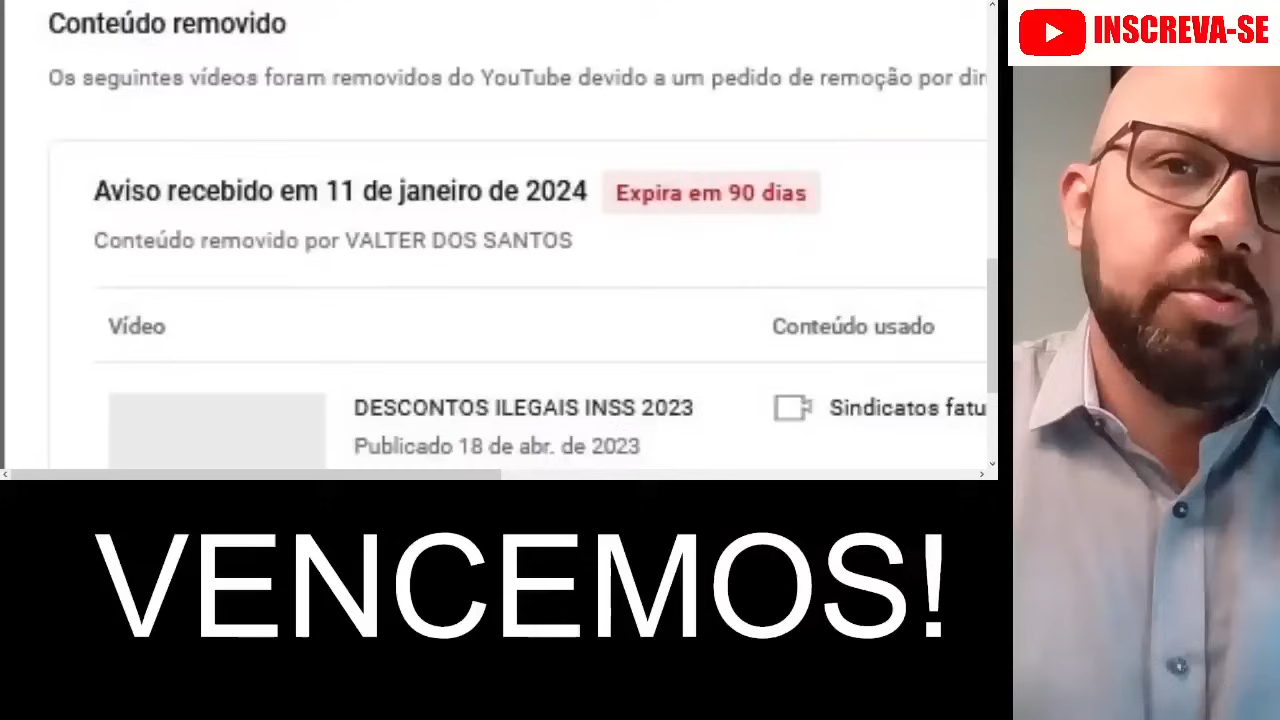 Conteúdo removido
INSCREVA-SE
Os seguintes vídeos foram removidos do YouTube devido a um pedido de remoção por
Aviso recebido em 11 de janeiro de 2024 Expira em 90 dias
Conteúdo removido por VALTER DOS SANTOS
Vídeo Conteúdo usado
DESCONTOS ILEGAIS INSS 2023 Sindicatos
Publicado 18 de abr. de 2023
VENCEMOS!